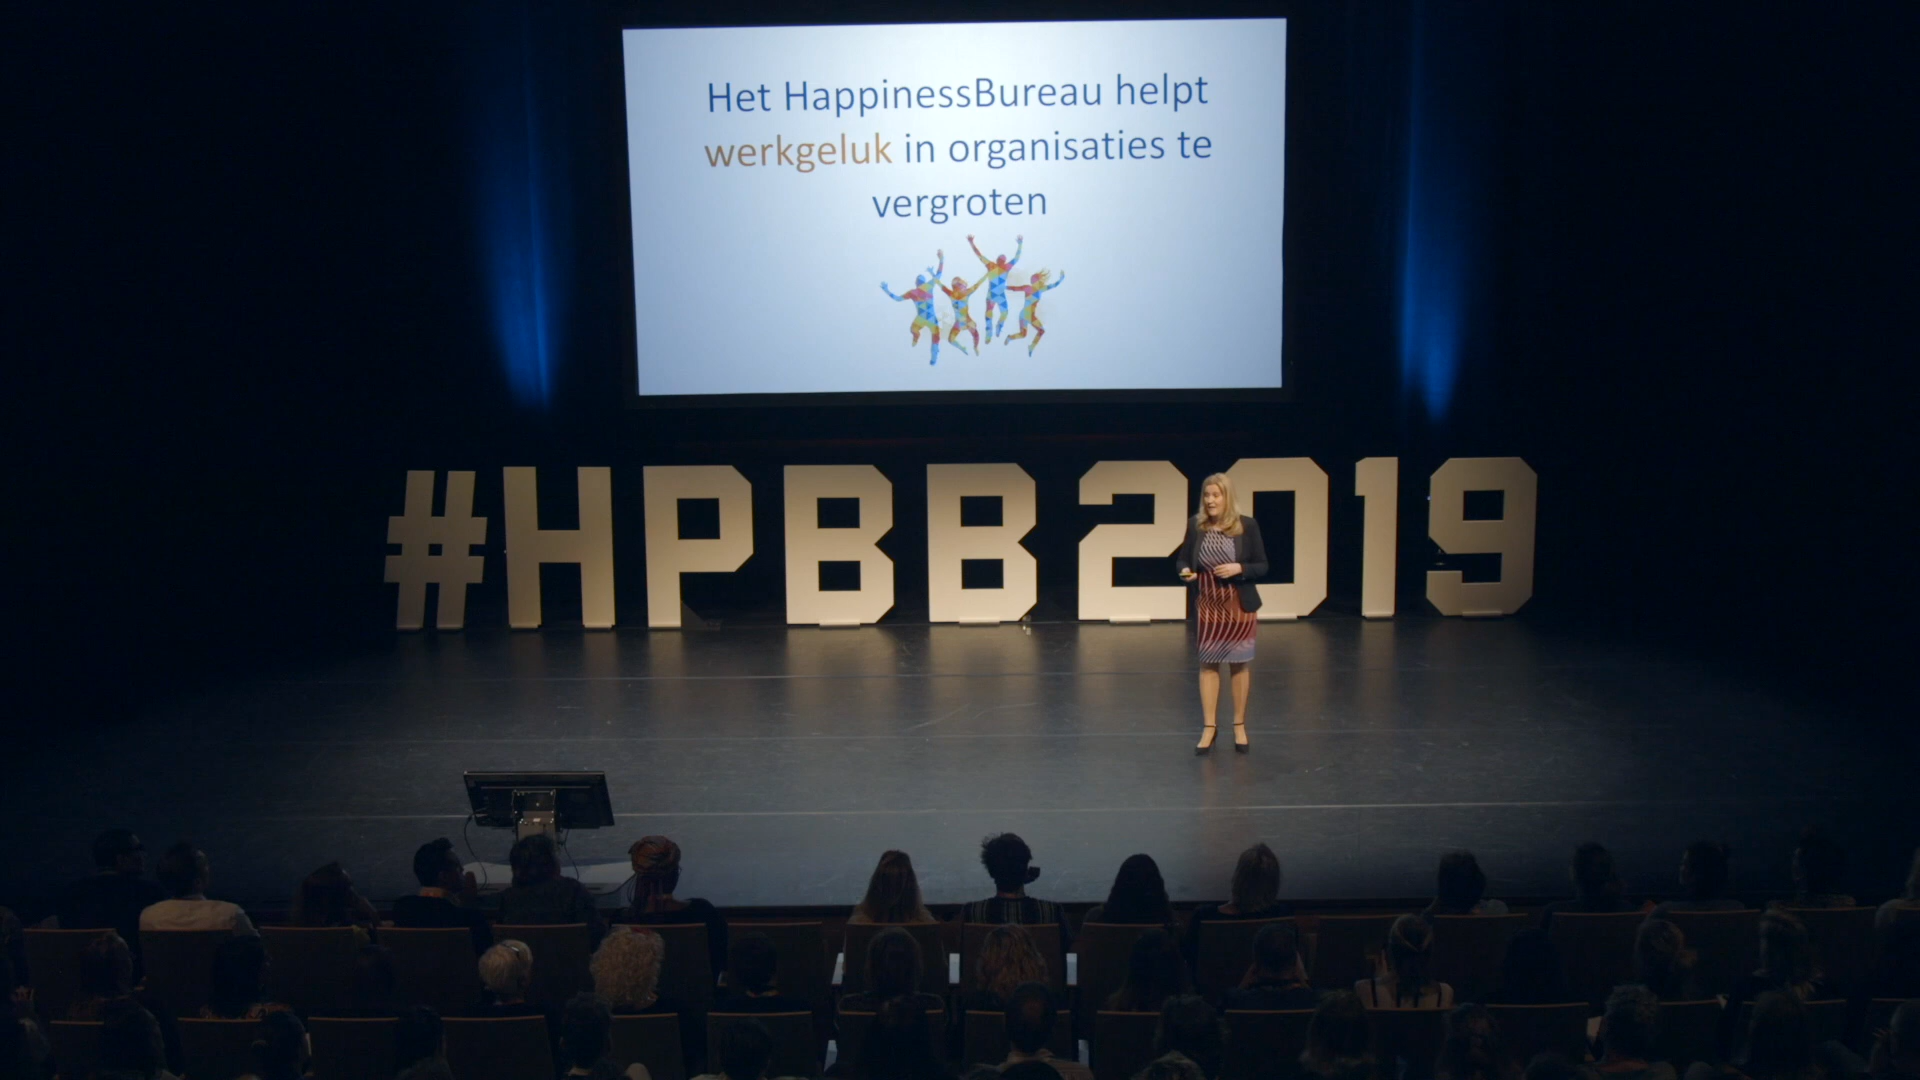 Het HappinessBureau helpt
werkgeluk in organisaties te
vergroten
#HPBB2019